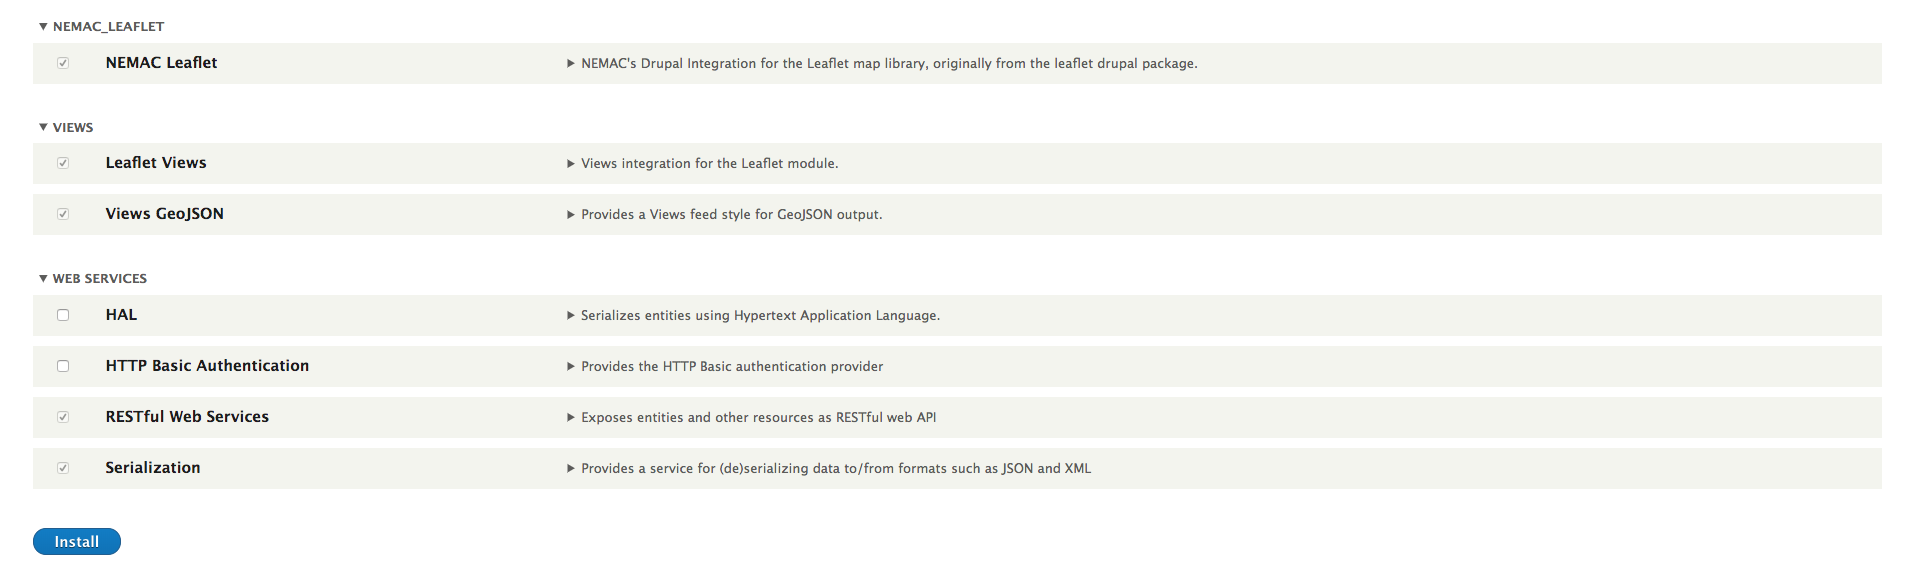 NEMAC_LEAFLET
NEMAC Leaflet NEMAC's Drupal Integration for the Leaflet map library, originally from the leaflet drupal package.
VIEWS
Leaflet Views Views integration for the Leaflet module.
Views GeoJSON Provides a Views feed style for GeoJSON output.
WEB SERVICES
HAL Serializes entities using Hypertext Application Language.
HTTP Basic Authentication Provides the HTTP Basic authentication provider
RESTful Web Services Exposes entities and other resources as RESTful web API
Serialization Provides a service for (de)serializing data to/from formats such as JSON and XML
Install